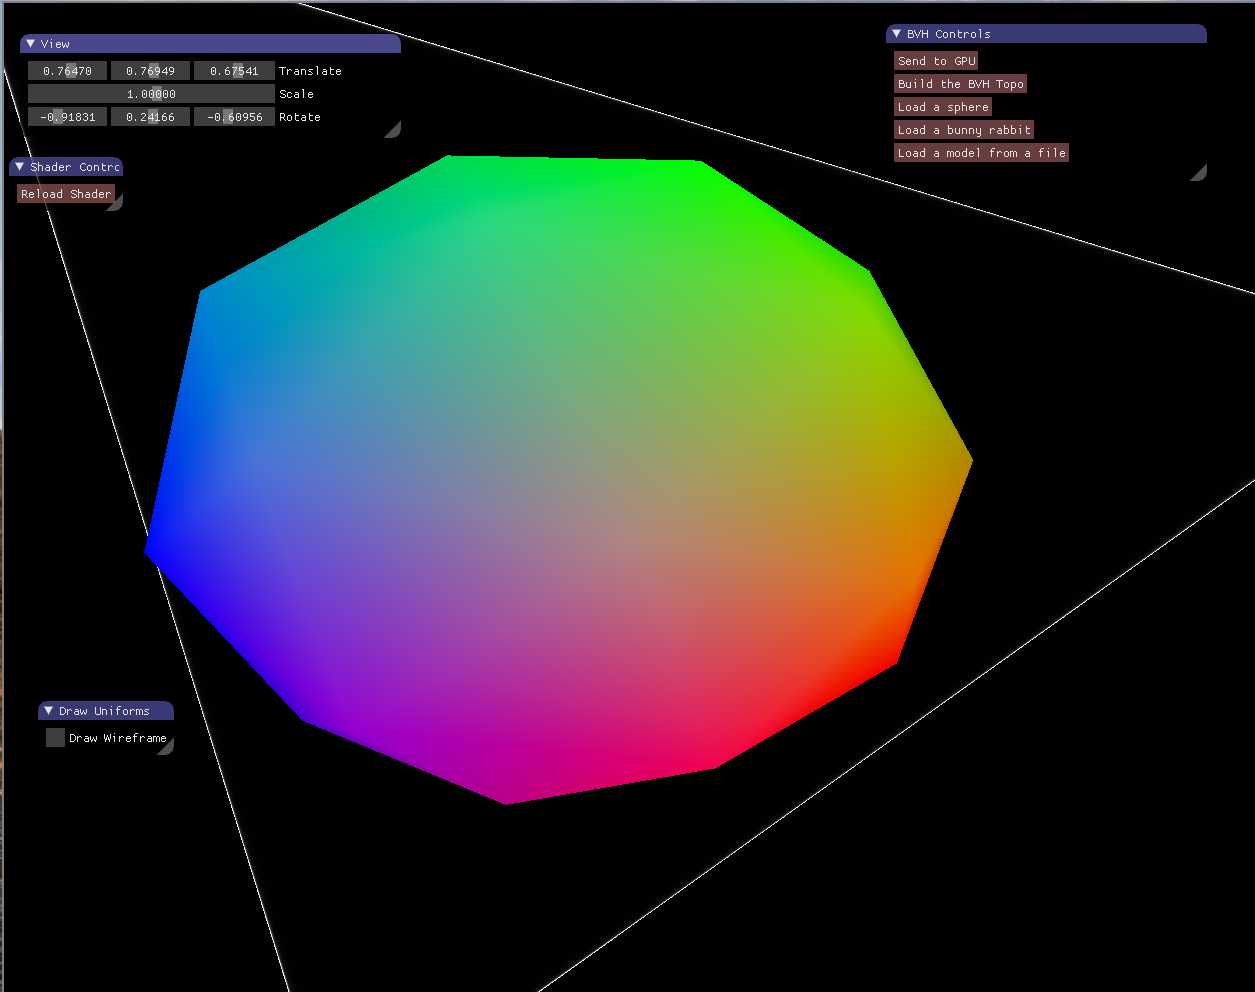 View
0.76470 0.76949 0.67541 Translate
1.00000 Scale
-0.91831 0.24166 -0.60956 Rotate
BVH Controls
Send to GPU
Build the BVH Topo
Load a sphere
Load a bunny rabbit
Load a model from a file
Shader Contrc
Reload Shader
Draw Uniforms
Draw Wireframe